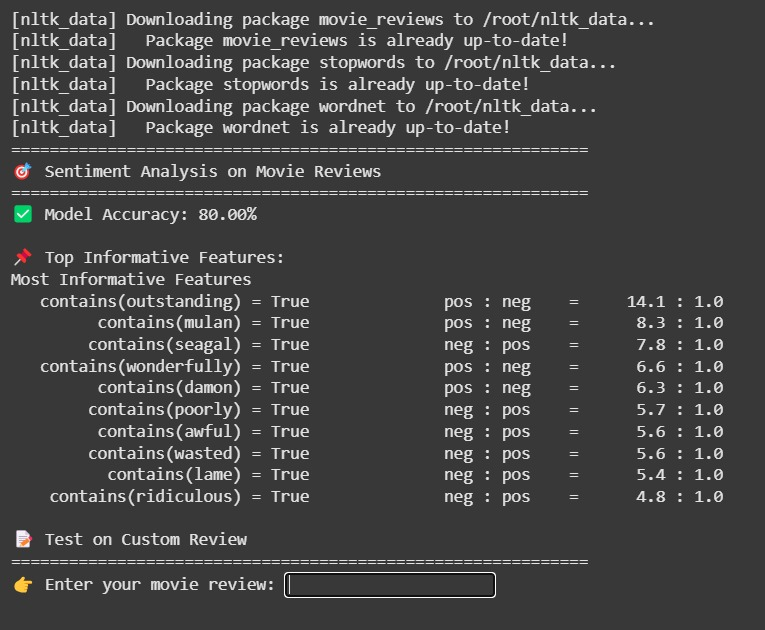 [nltk_data] Downloading package movie_reviews to /root/nltk_data...
[nltk_data]   Package movie_reviews is already up-to-date!
[nltk_data] Downloading package stopwords to /root/nltk_data...
[nltk_data]   Package stopwords is already up-to-date!
[nltk_data] Downloading package wordnet to /root/nltk_data...
[nltk_data]   Package wordnet is already up-to-date!
============================================================
🎯 Sentiment Analysis on Movie Reviews
============================================================
✅ Model Accuracy: 80.00%
📌 Top Informative Features:
Most Informative Features
   contains(outstanding) = True              pos : neg    =     14.1 : 1.0
         contains(mulan) = True              pos : neg    =      8.3 : 1.0
        contains(seagal) = True              neg : pos    =      7.8 : 1.0
   contains(wonderfully) = True              pos : neg    =      6.6 : 1.0
         contains(damon) = True              pos : neg    =      6.3 : 1.0
        contains(poorly) = True              neg : pos    =      5.7 : 1.0
         contains(awful) = True              neg : pos    =      5.6 : 1.0
        contains(wasted) = True              neg : pos    =      5.6 : 1.0
          contains(lame) = True              neg : pos    =      5.4 : 1.0
    contains(ridiculous) = True              neg : pos    =      4.8 : 1.0
📝 Test on Custom Review
============================================================
👉 Enter your movie review: